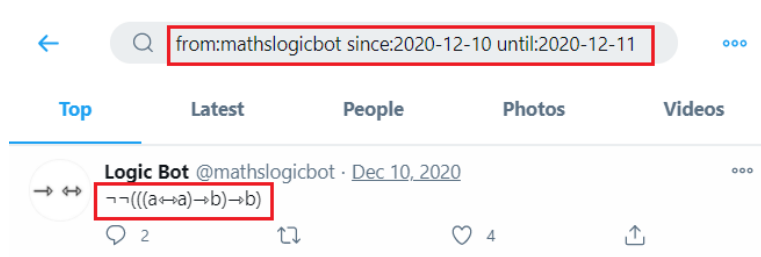 from:mathslogicbot since:2020-12-10 until:2020-12-11
Top Latest People Photos Videos
Logic Bot @mathslogicbot · Dec 10, 2020
¬¬(((a↔a)→b)→b)
2 4